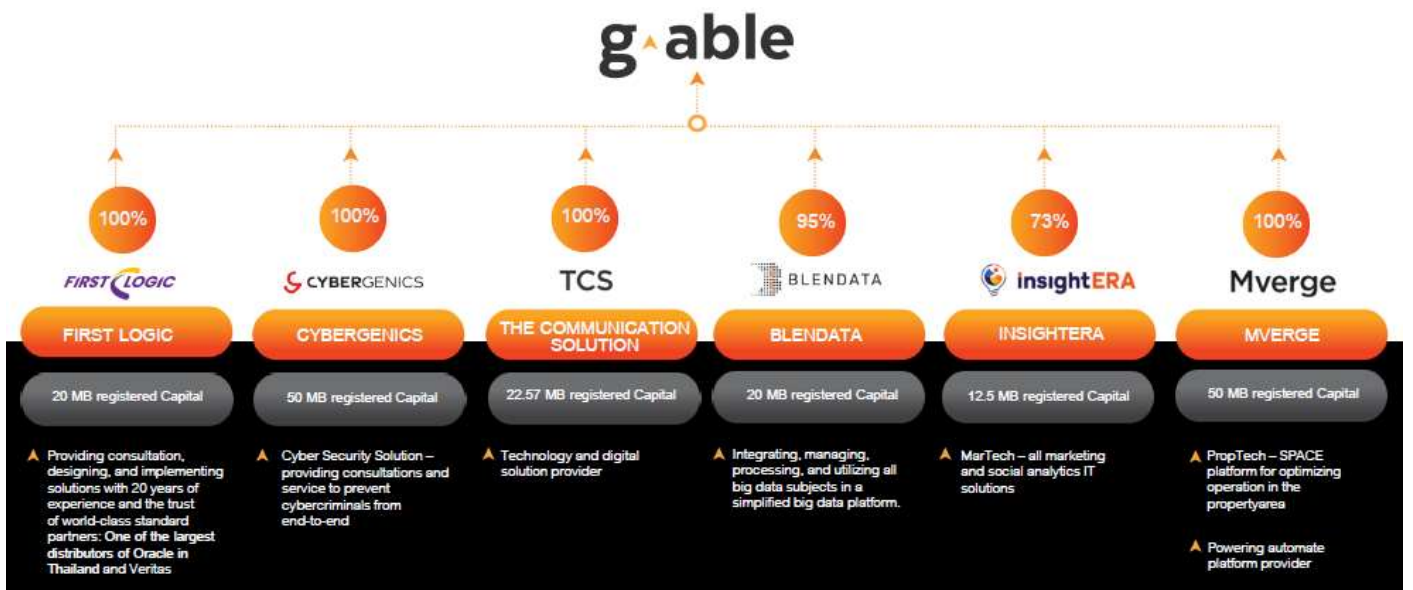 g able
100%
100%
100%
95%
73%
100%
FIRST LOGIC
CYBERGENICS
TCS
BLENDATA
insightERA
Mverge
FIRST LOGIC
CYBERGENICS
THE COMMUNICATION
SOLUTION
BLENDATA
INSIGHTERA
MVERGE
20 MB registered Capital
50 MB registered Capital
22.57 MB registered Capital
20 MB registered Capital
12.5 MB registered Capital
50 MB registered Capital
Providing consultation,
designing, and implementing
solutions with 20 years of
experience and the trust
of world-class standard
partners: One of the largest
distributors of Oracle in
Thailand and Veritas
Cyber Security Solution –
providing consultations and
service to prevent
cybercriminals from
end-to-end
Technology and digital
solution provider
Integrating, managing,
processing, and utilizing all
big data subjects in a
simplified big data platform.
MarTech – all marketing
and social analytics IT
solutions
PropTech – SPACE
platform for optimizing
operation in the
propertyarea
Powering automate
platform provider